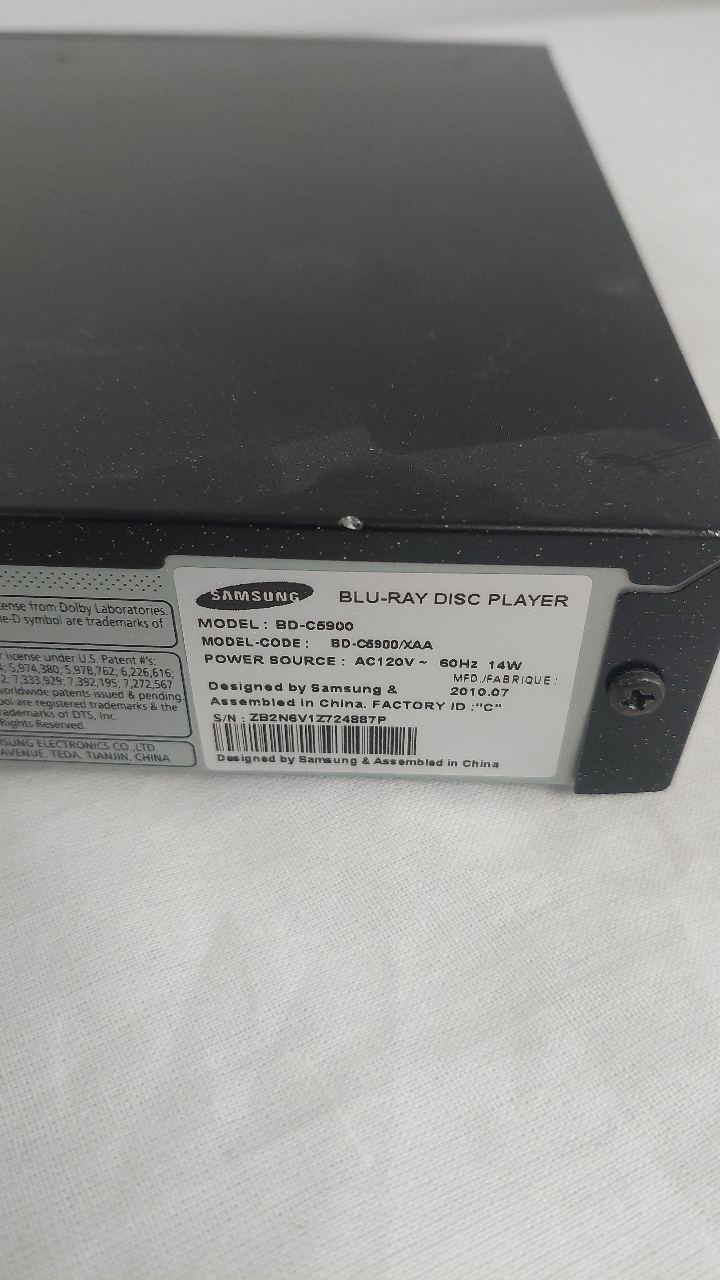 ense from Dolby Laboratories.
e-D symbol are trademarks of
license under U.S. Patent #'s:
5,974,380; 5,978,762; 6,226,616;
2; 7,333,929; 7,392,195; 7,272,567
worldwide patents issued & pending
ol are registered trademarks & the
rademarks of DTS, Inc.
Rights Reserved.
SUNG ELECTRONICS CO.,LTD.
AVENUE, TEDA, TIANJIN, CHINA
SAMSUNG BLU-RAY DISC PLAYER
MODEL : BD-C5900
MODEL-CODE : BD-C5900/XAA
POWER SOURCE : AC120V ~ 60Hz 14W
MFD./FABRIQUE :
Designed by Samsung & 2010.07
Assembled in China. FACTORY ID :"C"
S/N : ZB2N6V1Z724887P
Designed by Samsung & Assembled in China